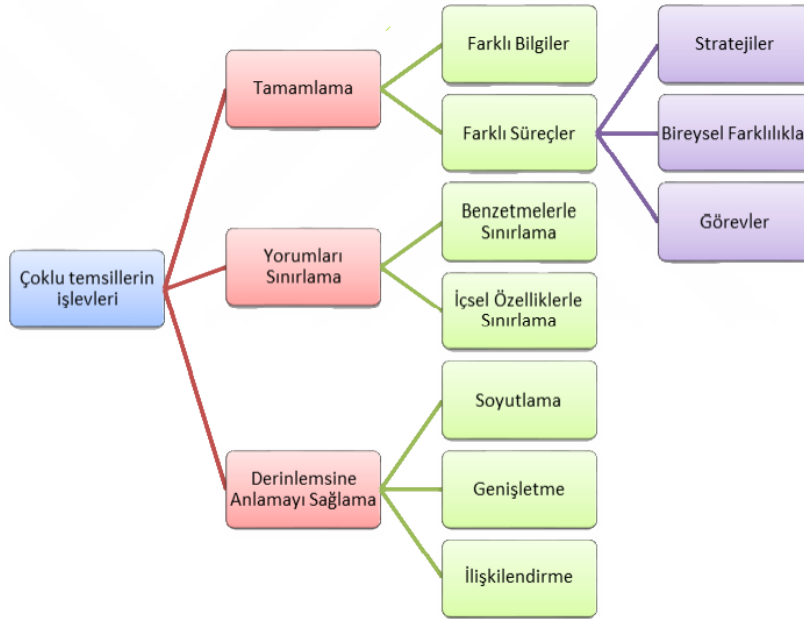 Çoklu temsillerin
işlevleri
Tamamlama
Farklı Bilgiler
Farklı Süreçler
Stratejiler
Bireysel Farklılıkla
Görevler
Yorumları
Sınırlama
Benzetmelerle
Sınırlama
İçsel Özelliklerle
Sınırlama
Derinlemsine
Anlamayı Sağlama
Soyutlama
Genişletme
İlişkilendirme